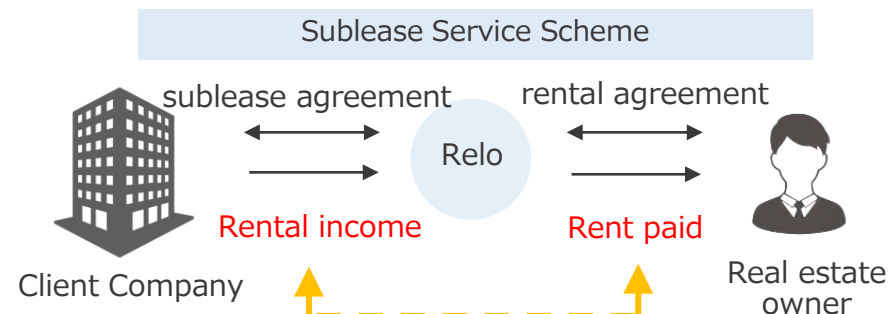 Sublease Service Scheme
sublease agreement
rental agreement
Relo
Rental income
Rent paid
Client Company
Real estate
owner